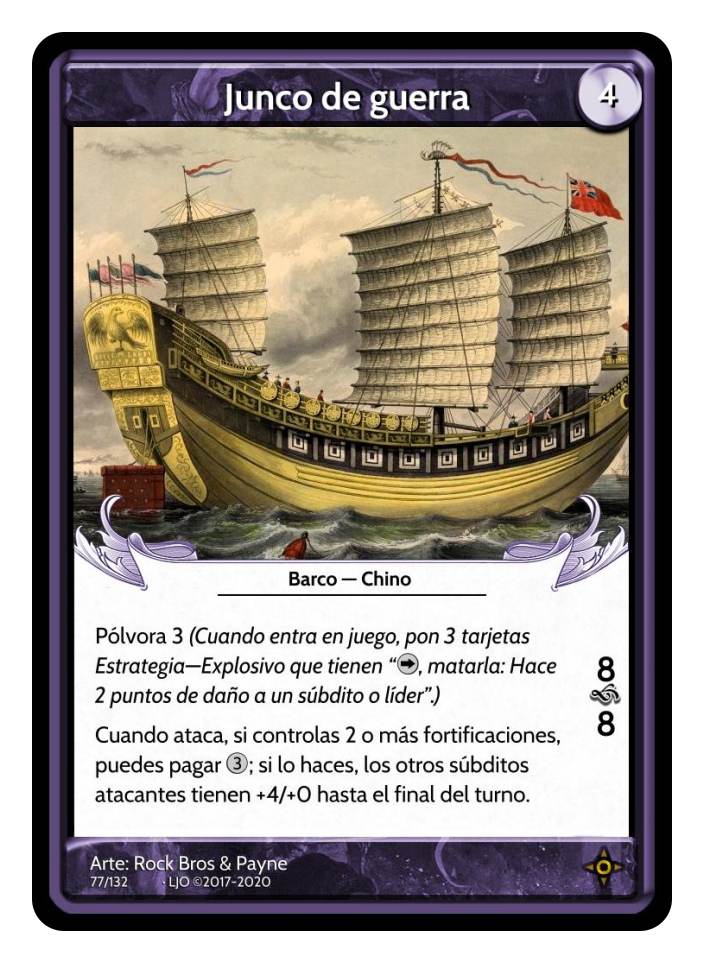 Junco de guerra
4
Barco — Chino
Pólvora 3 (Cuando entra en juego, pon 3 tarjetas
Estrategia—Explosivo que tienen “➡, matarla: Hace
2 puntos de daño a un súbdito o líder”.)
Cuando ataca, si controlas 2 o más fortificaciones,
puedes pagar 3; si lo haces, los otros súbditos
atacantes tienen +4/+0 hasta el final del turno.
8
8
Arte: Rock Bros & Payne
77/132 · LJO ©2017-2020